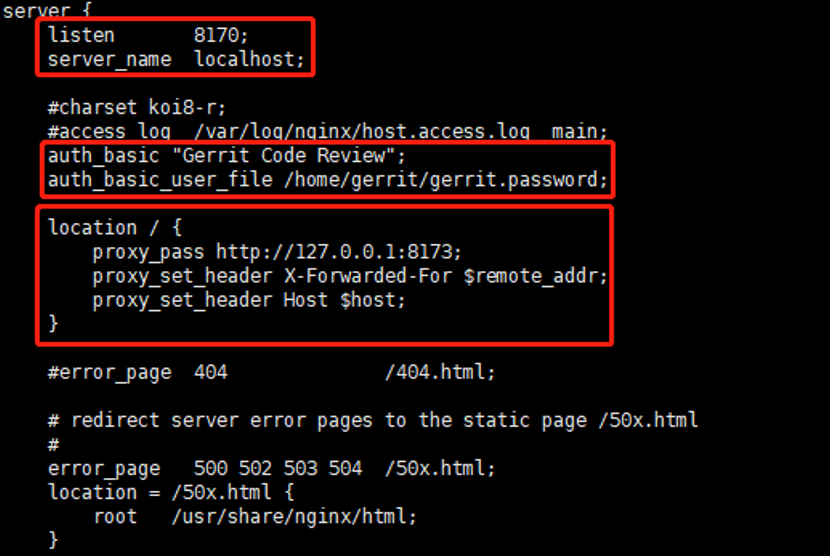 server {
listen 8170;
server_name localhost;
#charset koi8-r;
#access_log /var/log/nginx/host.access.log main;
auth_basic "Gerrit Code Review";
auth_basic_user_file /home/gerrit/gerrit.password;
location / {
proxy_pass http://127.0.0.1:8173;
proxy_set_header X-Forwarded-For $remote_addr;
proxy_set_header Host $host;
}
#error_page 404 /404.html;
# redirect server error pages to the static page /50x.html
#
error_page 500 502 503 504 /50x.html;
location = /50x.html {
root /usr/share/nginx/html;
}